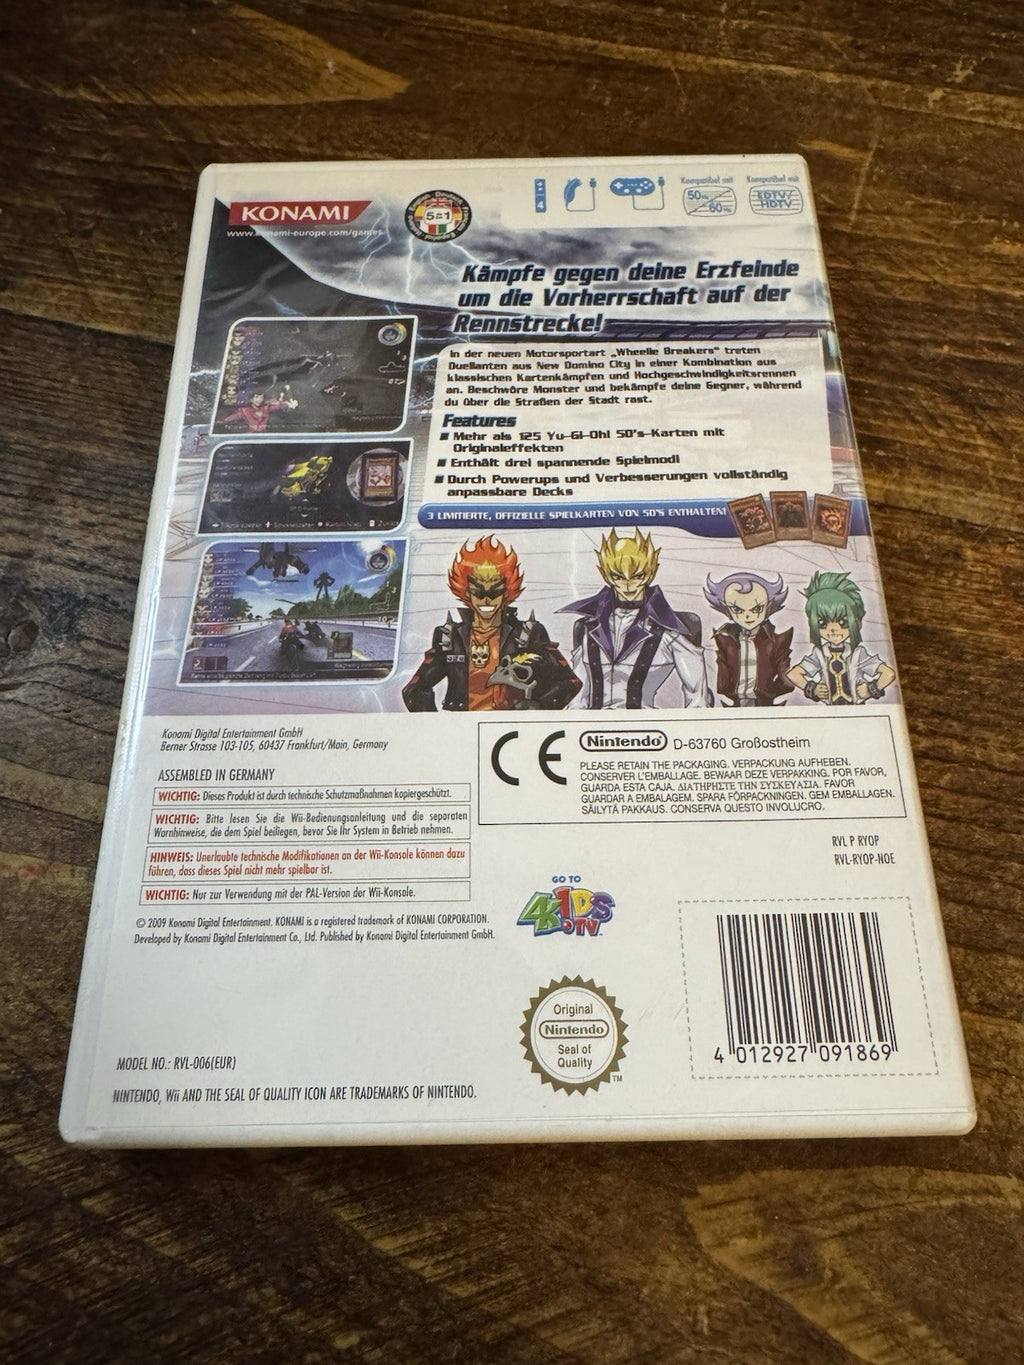 KONAMI
www.konami-europe.com/games
5in1
4
Kompatibel mit
50Hz
60Hz
Kompatibel mit
EDTV/
HDTV
Kämpfe gegen deine Erzfeinde
um die Vorherrschaft auf der
Rennstrecke!
In der neuen Motorsportart „Wheelie Breakers“ treten
Duellanten aus New Domino City in einer Kombination aus
klassischen Kartenkämpfen und Hochgeschwindigkeitsrennen
an. Beschwöre Monster und bekämpfe deine Gegner, während
du über die Straßen der Stadt rast.
Features
Mehr als 125 Yu-Gi-Oh! 5D's-Karten mit
Originaleffekten
Enthält drei spannende Spielmodi
Durch Powerups und Verbesserungen vollständig
anpassbare Decks
3 LIMITIERTE, OFFIZIELLE SPIELKARTEN VON 5D'S ENTHALTEN!
Konami Digital Entertainment GmbH
Berner Strasse 103-105, 60437 Frankfurt/Main, Germany
ASSEMBLED IN GERMANY
WICHTIG: Dieses Produkt ist durch technische Schutzmaßnahmen kopiergeschützt.
WICHTIG: Bitte lesen Sie die Wii-Bedienungsanleitung und die separaten
Warnhinweise, die dem Spiel beiliegen, bevor Sie Ihr System in Betrieb nehmen.
HINWEIS: Unerlaubte technische Modifikationen an der Wii-Konsole können dazu
führen, dass dieses Spiel nicht mehr spielbar ist.
WICHTIG: Nur zur Verwendung mit der PAL-Version der Wii-Konsole.
© 2009 Konami Digital Entertainment. KONAMI is a registered trademark of KONAMI CORPORATION.
Developed by Konami Digital Entertainment Co., Ltd. Published by Konami Digital Entertainment GmbH.
CE
Nintendo D-63760 Großostheim
PLEASE RETAIN THE PACKAGING. VERPACKUNG AUFHEBEN.
CONSERVER L'EMBALLAGE. BEWAAR DEZE VERPAKKING. POR FAVOR,
GUARDA ESTA CAJA. ΔΙΑΤΗΡΗΣΤΕ ΤΗΝ ΣΥΣΚΕΥΑΣΙΑ. FAVOR
GUARDAR A EMBALAGEM. SPARA FÖRPACKNINGEN. GEM EMBALLAGEN.
SÄILYTÄ PAKKAUS. CONSERVA QUESTO INVOLUCRO.
RVL P RYOP
RVL-RYOP-NOE
GO TO
4KIDS
.TV
Original
Nintendo
Seal of
Quality
TM
4 012927 091869
MODEL NO.: RVL-006(EUR)
NINTENDO, Wii AND THE SEAL OF QUALITY ICON ARE TRADEMARKS OF NINTENDO.